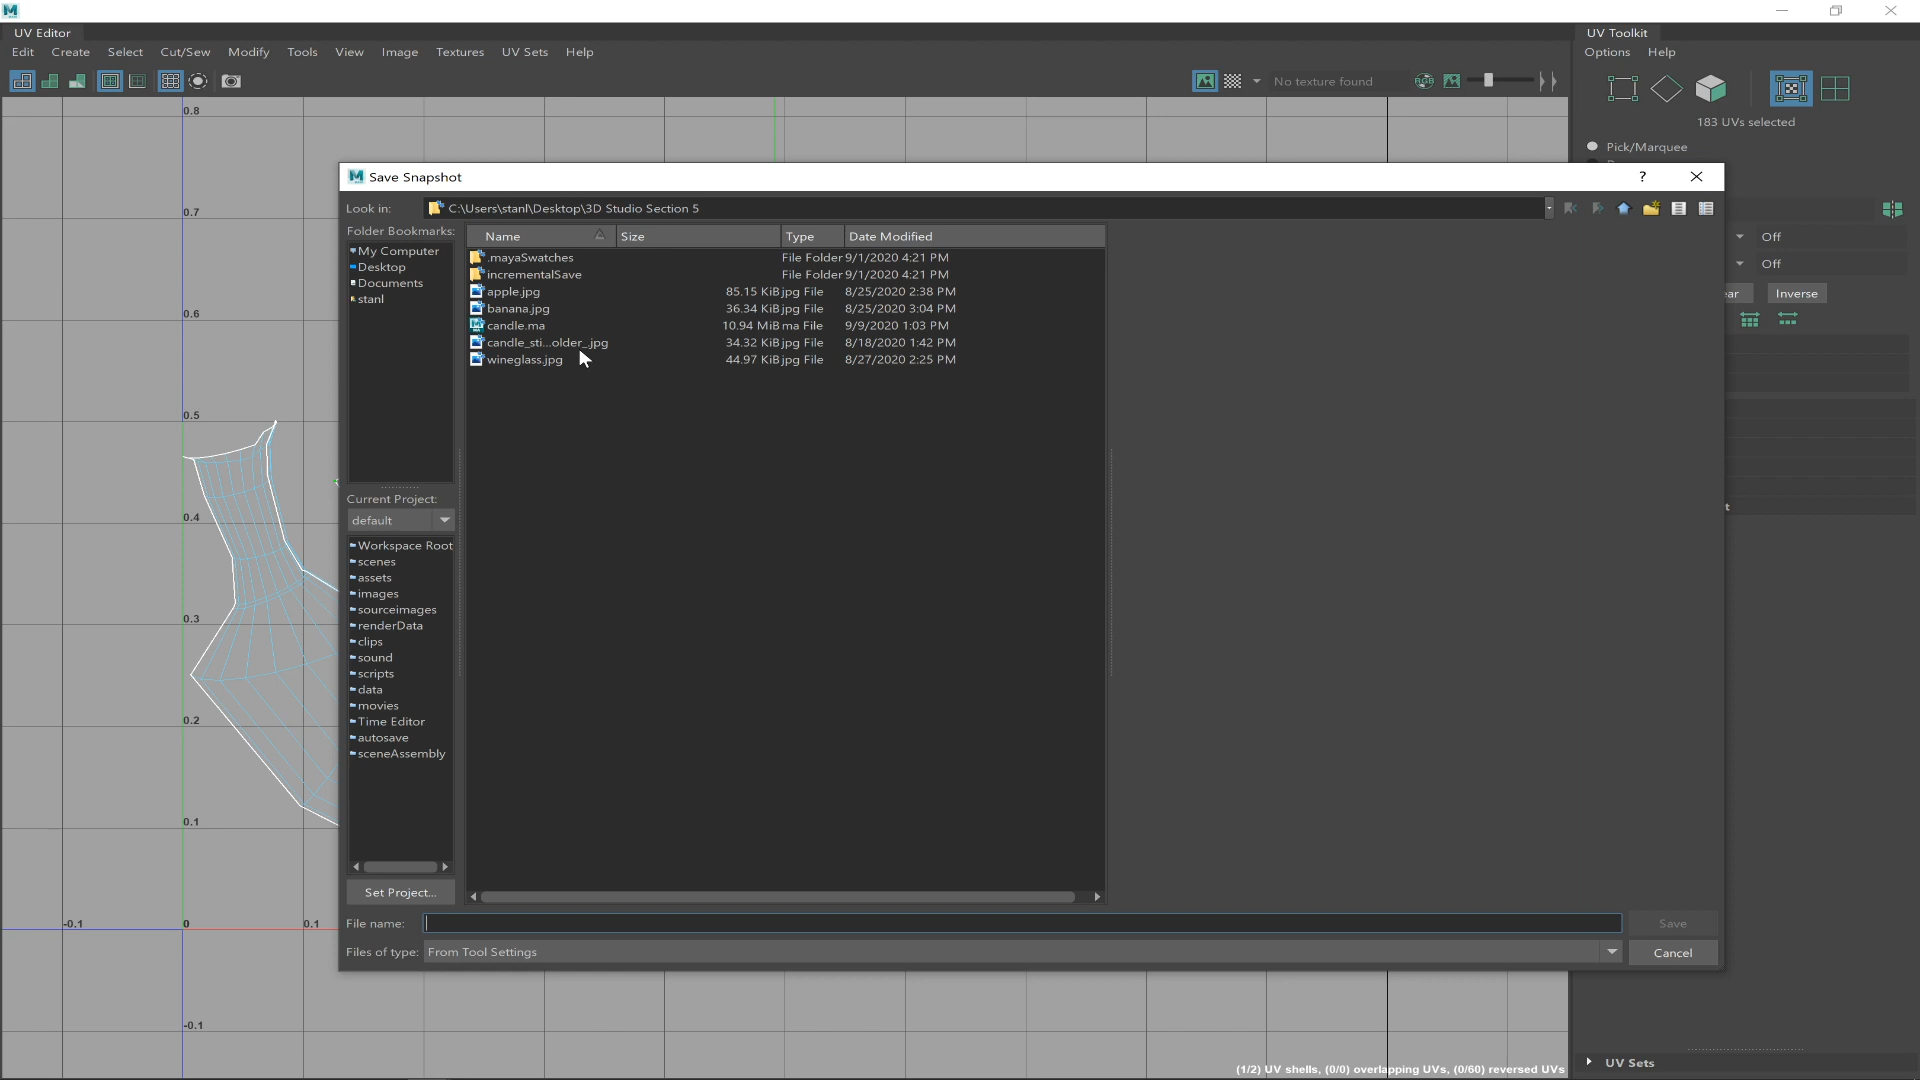 UV Editor
UV Toolkit
Edit Create Select Cut/Sew Modify Tools View Image Textures UV Sets Help
Options Help
No texture found
RGB
183 UVs selected
Pick/Marquee
0.8
0.7
0.6
0.5
0.4
0.3
0.2
0.1
-0.1 0 0.1
-0.1
Save Snapshot ?
Look in: C:\Users\stanl\Desktop\3D Studio Section 5
Folder Bookmarks:
My Computer
Desktop
Documents
stanl
Name Size Type Date Modified
.mayaSwatches File Folder 9/1/2020 4:21 PM
incrementalSave File Folder 9/1/2020 4:21 PM
apple.jpg 85.15 KiB jpg File 8/25/2020 2:38 PM
banana.jpg 36.34 KiB jpg File 8/25/2020 3:04 PM
candle.ma 10.94 MiB ma File 9/9/2020 1:03 PM
candle_sti...older_.jpg 34.32 KiB jpg File 8/18/2020 1:42 PM
wineglass.jpg 44.97 KiB jpg File 8/27/2020 2:25 PM
Current Project:
default
Workspace Root
scenes
assets
images
sourceimages
renderData
clips
sound
scripts
data
movies
Time Editor
autosave
sceneAssembly
Set Project...
File name:
Save
Files of type: From Tool Settings
Cancel
Off
Off
ar Inverse
t
(1/2) UV shells, (0/0) overlapping UVs, (0/60) reversed UVs
UV Sets